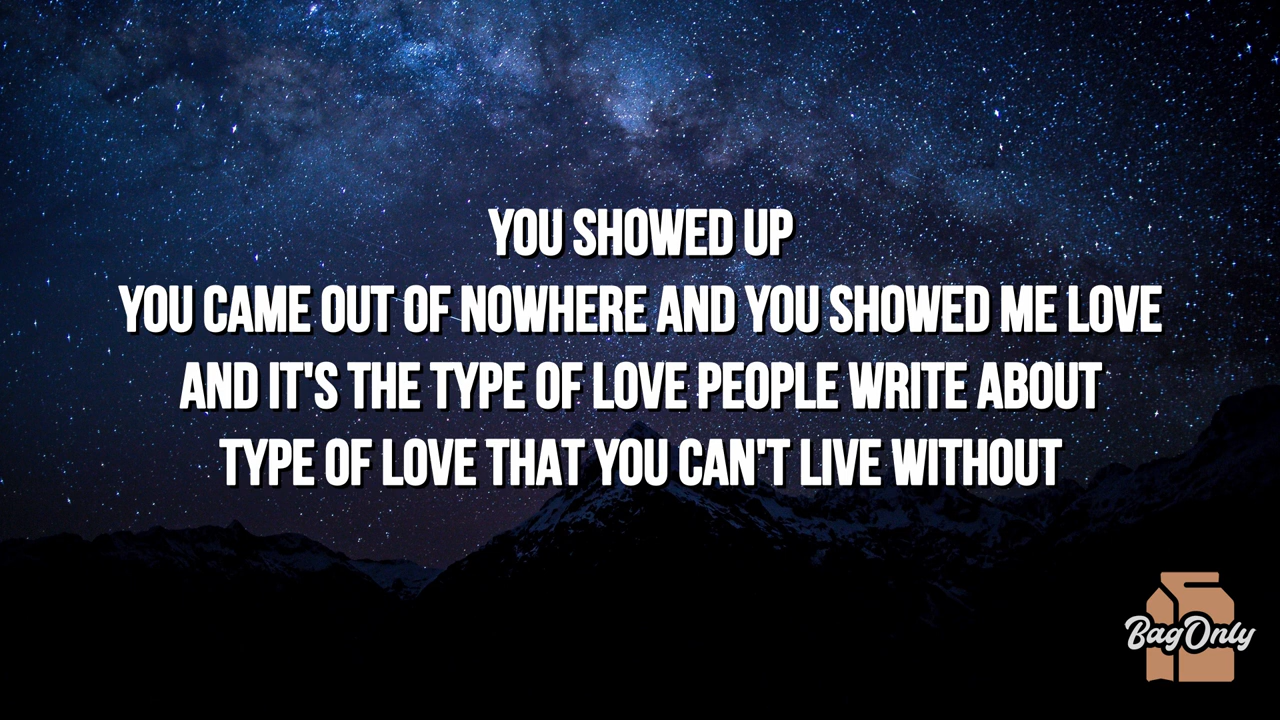 YOU SHOWED UP
YOU CAME OUT OF NOWHERE AND YOU SHOWED ME LOVE
AND IT'S THE TYPE OF LOVE PEOPLE WRITE ABOUT
TYPE OF LOVE THAT YOU CAN'T LIVE WITHOUT
BagOnly